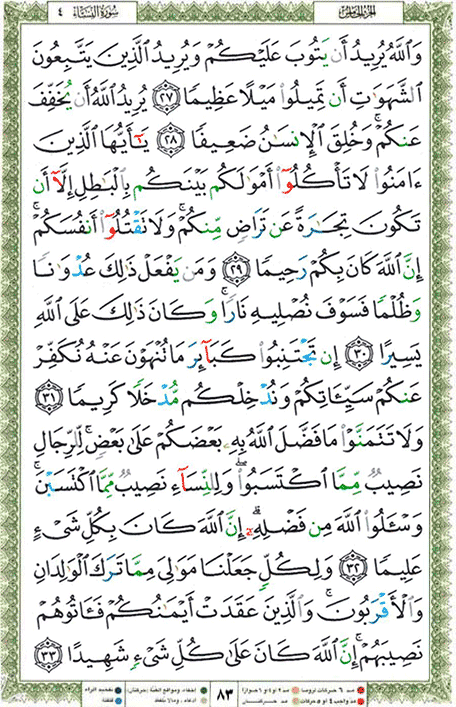 الجزء الخامس
سورة النساء ٤
وَٱللَّهُ يُرِيدُ أَن يَتُوبَ عَلَيْكُمْ وَيُرِيدُ ٱلَّذِينَ يَتَّبِعُونَ
ٱلشَّهَوَٰتِ أَن تَمِيلُوا۟ مَيْلًا عَظِيمًا ٢٧ يُرِيدُ ٱللَّهُ أَن يُخَفِّفَ
عَنكُمْ ۚ وَخُلِقَ ٱلْإِنسَٰنُ ضَعِيفًا ٢٨ يَٰٓأَيُّهَا ٱلَّذِينَ
ءَامَنُوا۟ لَا تَأْكُلُوٓا۟ أَمْوَٰلَكُم بَيْنَكُم بِٱلْبَٰطِلِ إِلَّآ أَن
تَكُونَ تِجَٰرَةً عَن تَرَاضٍ مِّنكُمْ ۚ وَلَا تَقْتُلُوٓا۟ أَنفُسَكُمْ ۚ
إِنَّ ٱللَّهَ كَانَ بِكُمْ رَحِيمًا ٢٩ وَمَن يَفْعَلْ ذَٰلِكَ عُدْوَٰنًا
وَظُلْمًا فَسَوْفَ نُصْلِيهِ نَارًا ۚ وَكَانَ ذَٰلِكَ عَلَى ٱللَّهِ
يَسِيرًا ٣٠ إِن تَجْتَنِبُوا۟ كَبَآئِرَ مَا تُنْهَوْنَ عَنْهُ نُكَفِّرْ
عَنكُمْ سَيِّـَٔاتِكُمْ وَنُدْخِلْكُم مُّدْخَلًا كَرِيمًا ٣١
وَلَا تَتَمَنَّوْا۟ مَا فَضَّلَ ٱللَّهُ بِهِۦ بَعْضَكُمْ عَلَىٰ بَعْضٍ ۚ لِّلرِّجَالِ
نَصِيبٌ مِّمَّا ٱكْتَسَبُوا۟ ۖ وَلِلنِّسَآءِ نَصِيبٌ مِّمَّا ٱكْتَسَبْنَ ۚ
وَسْـَٔلُوا۟ ٱللَّهَ مِن فَضْلِهِۦٓ ۗ إِنَّ ٱللَّهَ كَانَ بِكُلِّ شَىْءٍ
عَلِيمًا ٣٢ وَلِكُلٍّ جَعَلْنَا مَوَٰلِىَ مِمَّا تَرَكَ ٱلْوَٰلِدَانِ
وَٱلْأَقْرَبُونَ ۚ وَٱلَّذِينَ عَقَدَتْ أَيْمَٰنُكُمْ فَـَٔاتُوهُمْ
نَصِيبَهُمْ ۚ إِنَّ ٱللَّهَ كَانَ عَلَىٰ كُلِّ شَىْءٍ شَهِيدًا ٣٣
٨٣